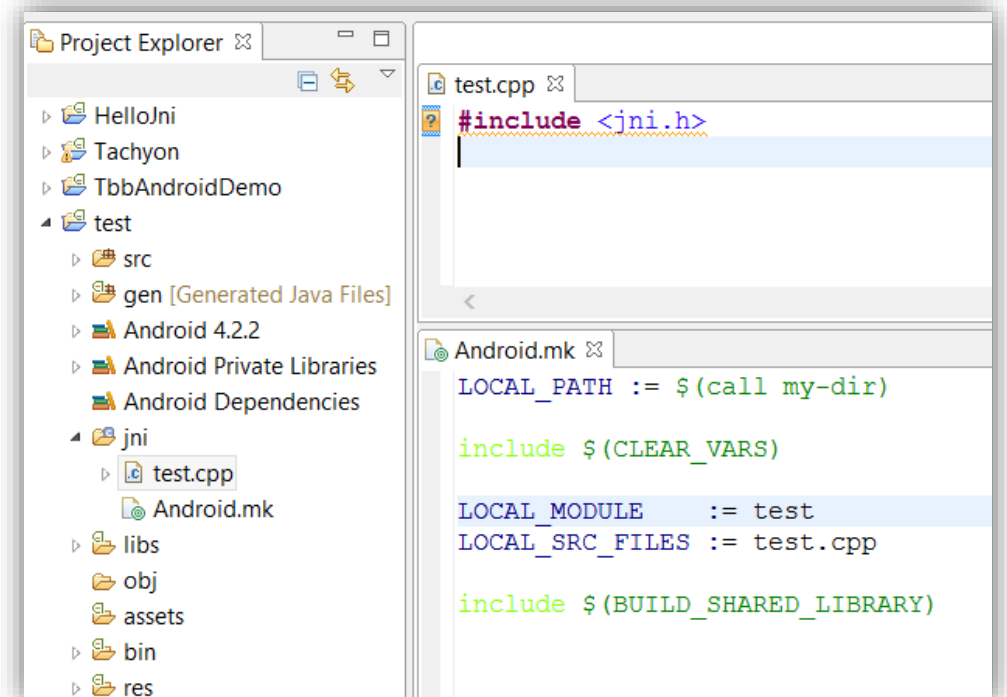 Project Explorer
HelloJni
Tachyon
TbbAndroidDemo
test
src
gen [Generated Java Files]
Android 4.2.2
Android Private Libraries
Android Dependencies
jni
test.cpp
Android.mk
libs
obj
assets
bin
res
test.cpp
#include <jni.h>
Android.mk
LOCAL_PATH := $(call my-dir)
include $(CLEAR_VARS)
LOCAL_MODULE    := test
LOCAL_SRC_FILES := test.cpp
include $(BUILD_SHARED_LIBRARY)